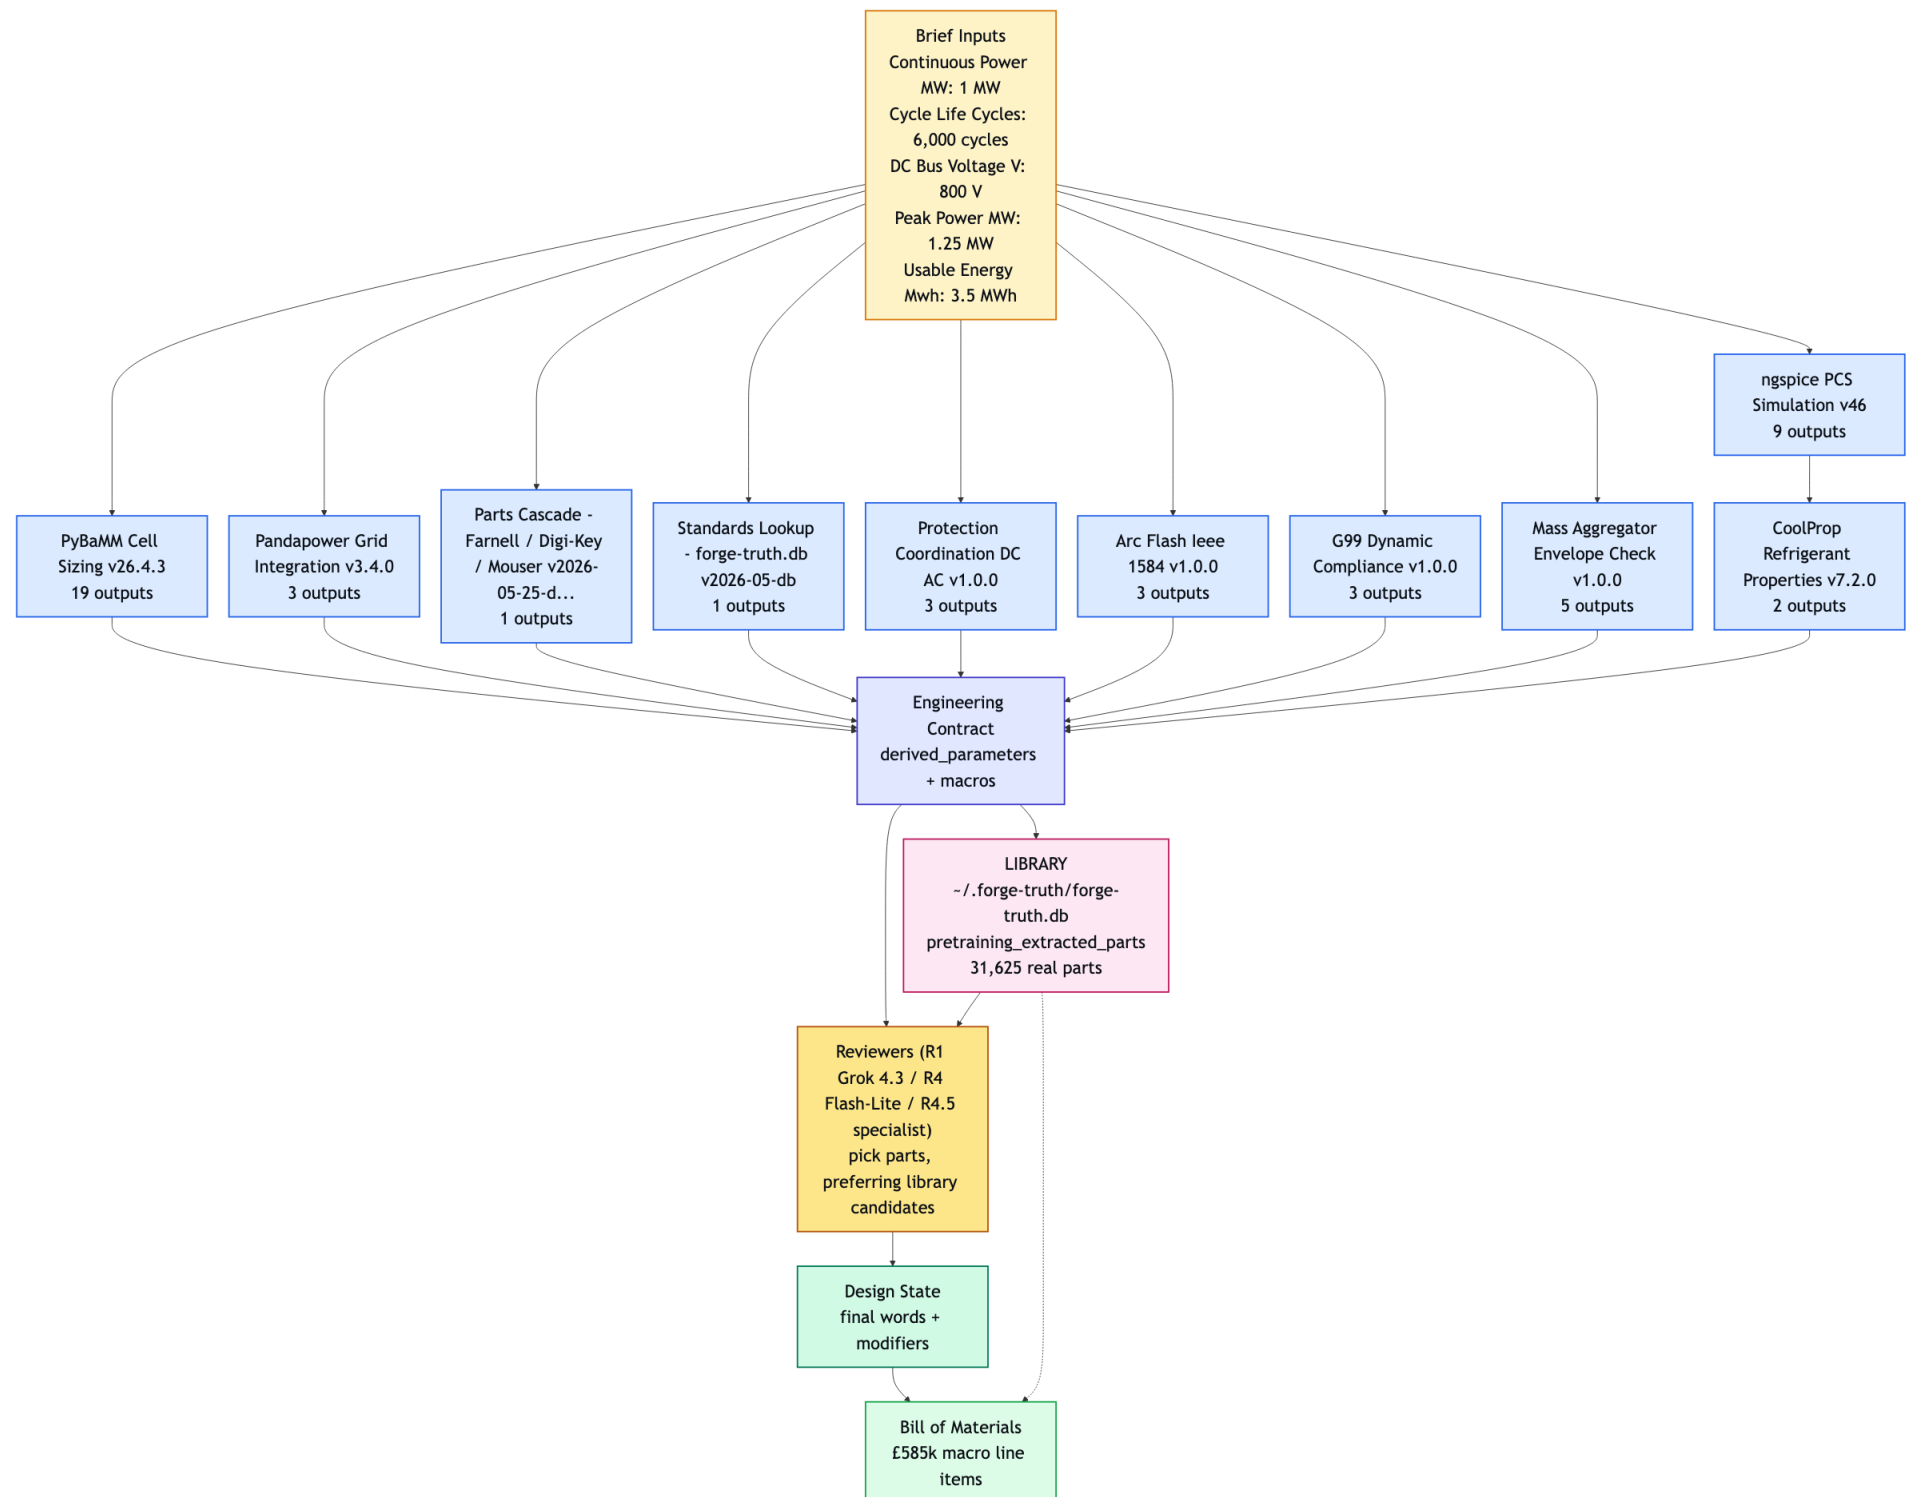 Brief Inputs
Continuous Power
MW: 1 MW
Cycle Life Cycles:
6,000 cycles
DC Bus Voltage V:
800 V
Peak Power MW:
1.25 MW
Usable Energy
Mwh: 3.5 MWh
ngspice PCS
Simulation v46
9 outputs
PyBaMM Cell
Sizing v26.4.3
19 outputs
Pandapower Grid
Integration v3.4.0
3 outputs
Parts Cascade -
Farnell / Digi-Key
/ Mouser v2026-
05-25-d...
1 outputs
Standards Lookup
- forge-truth.db
v2026-05-db
1 outputs
Protection
Coordination DC
AC v1.0.0
3 outputs
Arc Flash Ieee
1584 v1.0.0
3 outputs
G99 Dynamic
Compliance v1.0.0
3 outputs
Mass Aggregator
Envelope Check
v1.0.0
5 outputs
CoolProp
Refrigerant
Properties v7.2.0
2 outputs
Engineering
Contract
derived_parameters
+ macros
LIBRARY
~/.forge-truth/forge-
truth.db
pretraining_extracted_parts
31,625 real parts
Reviewers (R1
Grok 4.3 / R4
Flash-Lite / R4.5
specialist)
pick parts,
preferring library
candidates
Design State
final words +
modifiers
Bill of Materials
£585k macro line
items